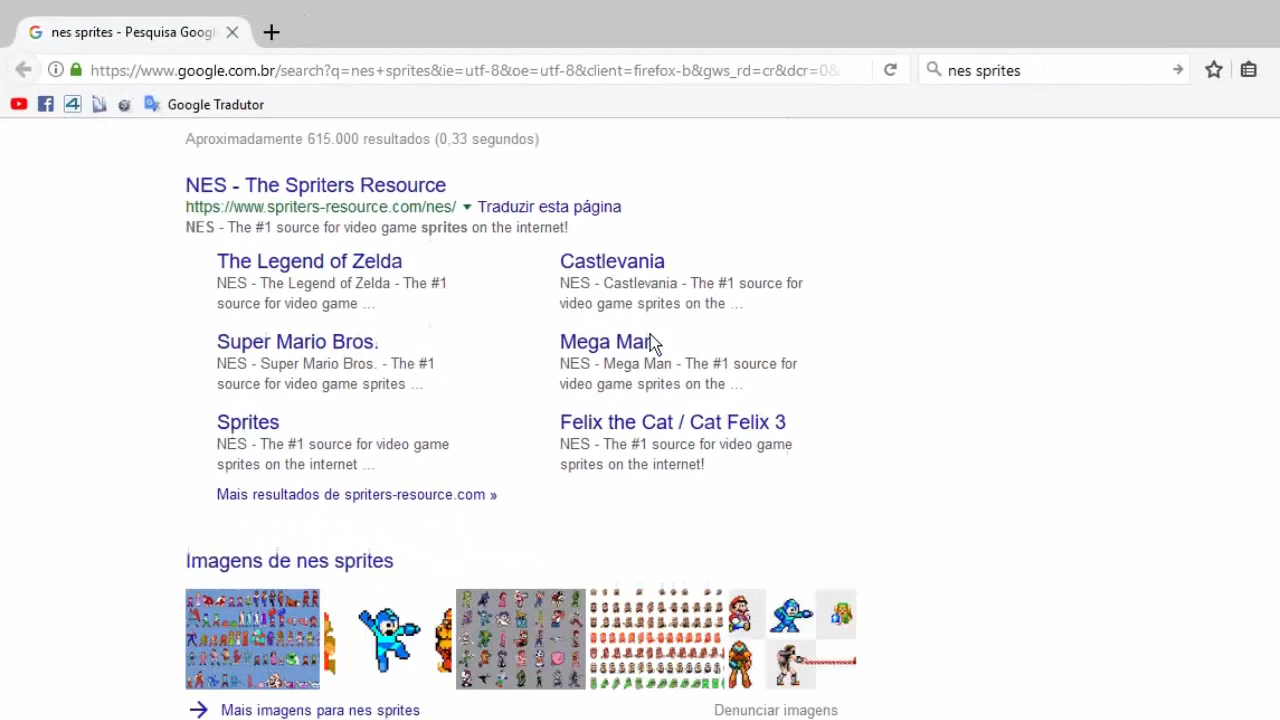 nes sprites - Pesquisa Googl
https://www.google.com.br/search?q=nes+sprites&ie=utf-8&oe=utf-8&client=firefox-b&gws_rd=cr&dcr=0&
nes sprites
Google Tradutor
Aproximadamente 615.000 resultados (0,33 segundos)
NES - The Spriters Resource
https://www.spriters-resource.com/nes/ Traduzir esta página
NES - The #1 source for video game sprites on the internet!
The Legend of Zelda
NES - The Legend of Zelda - The #1
source for video game ...
Castlevania
NES - Castlevania - The #1 source for
video game sprites on the ...
Super Mario Bros.
NES - Super Mario Bros. - The #1
source for video game sprites ...
Mega Man
NES - Mega Man - The #1 source for
video game sprites on the ...
Sprites
NES - The #1 source for video game
sprites on the internet ...
Felix the Cat / Cat Felix 3
NES - The #1 source for video game
sprites on the internet!
Mais resultados de spriters-resource.com »
Imagens de nes sprites
Mais imagens para nes sprites
Denunciar imagens